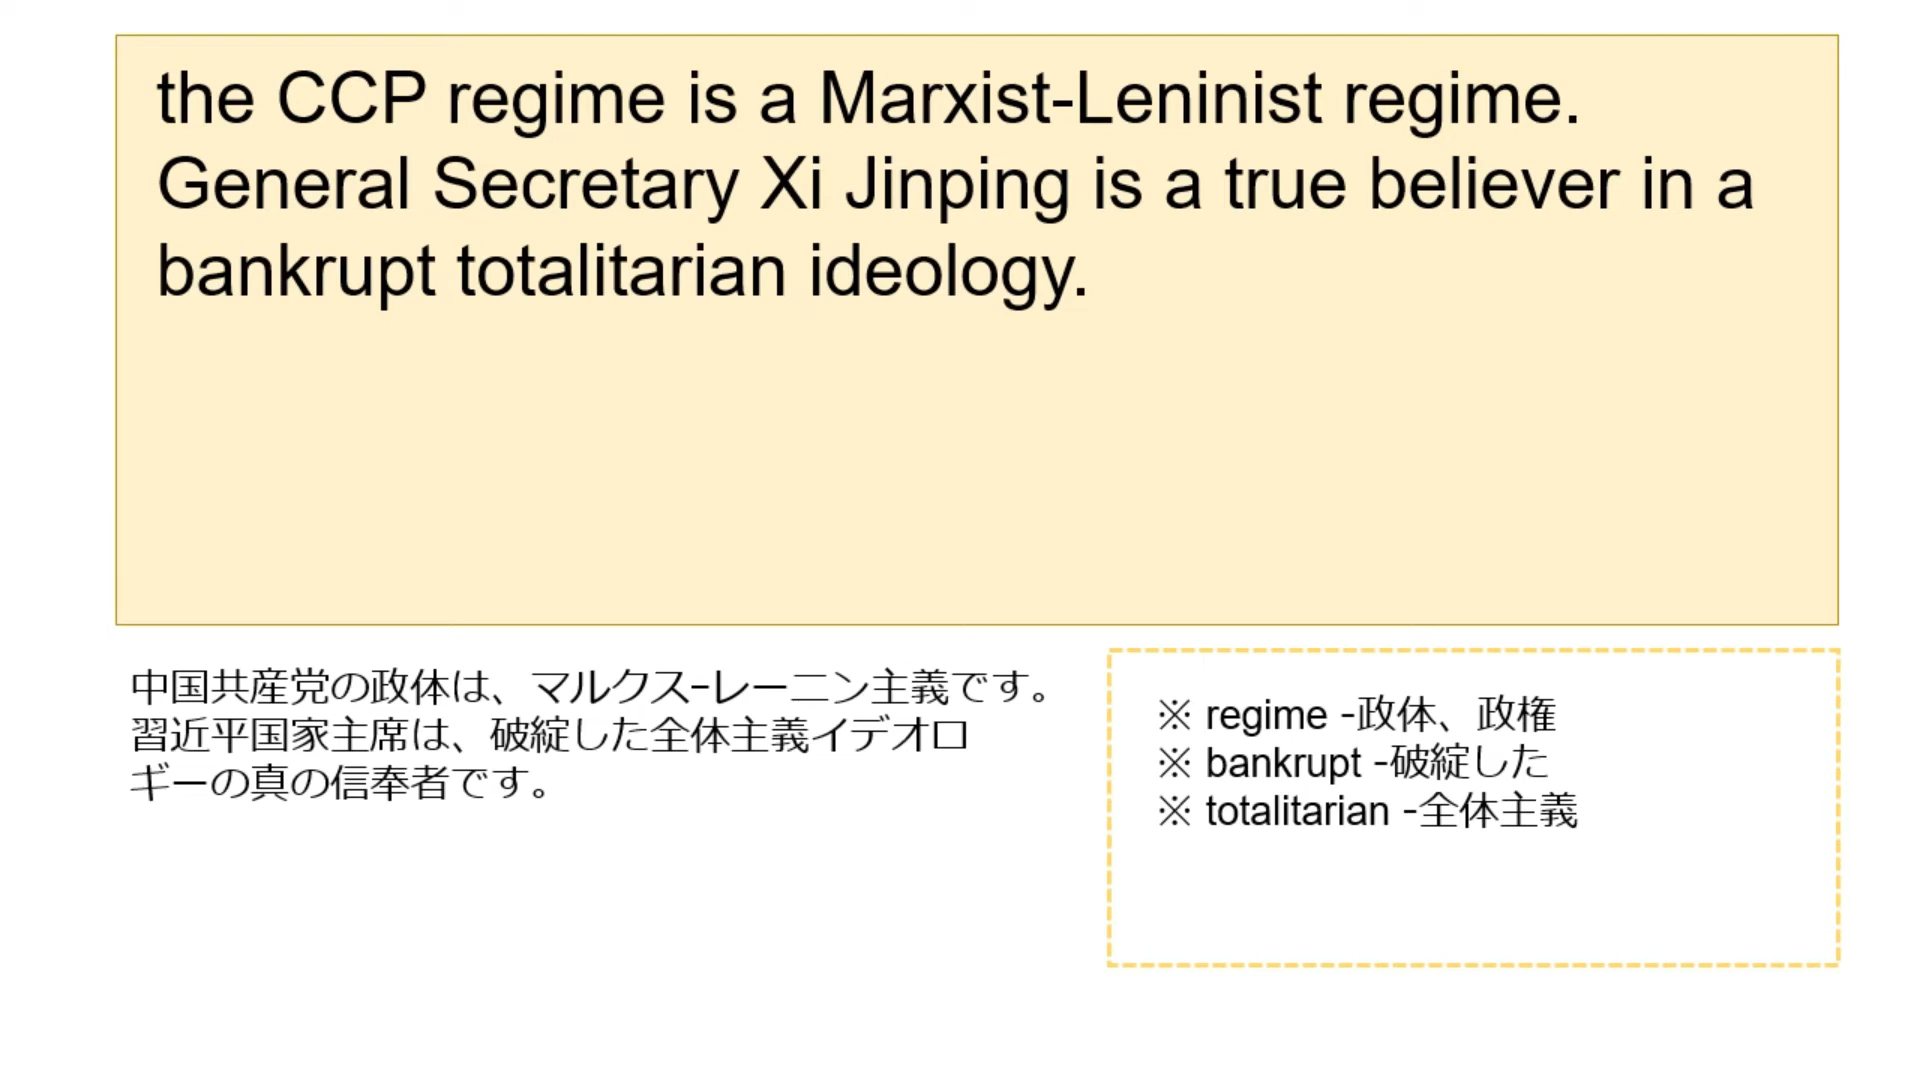 the CCP regime is a Marxist-Leninist regime.
General Secretary Xi Jinping is a true believer in a
bankrupt totalitarian ideology.
中国共産党の政体は、マルクス−レーニン主義です。
習近平国家主席は、破綻した全体主義イデオロ
ギーの真の信奉者です。
※ regime -政体、政権
※ bankrupt -破綻した
※ totalitarian -全体主義